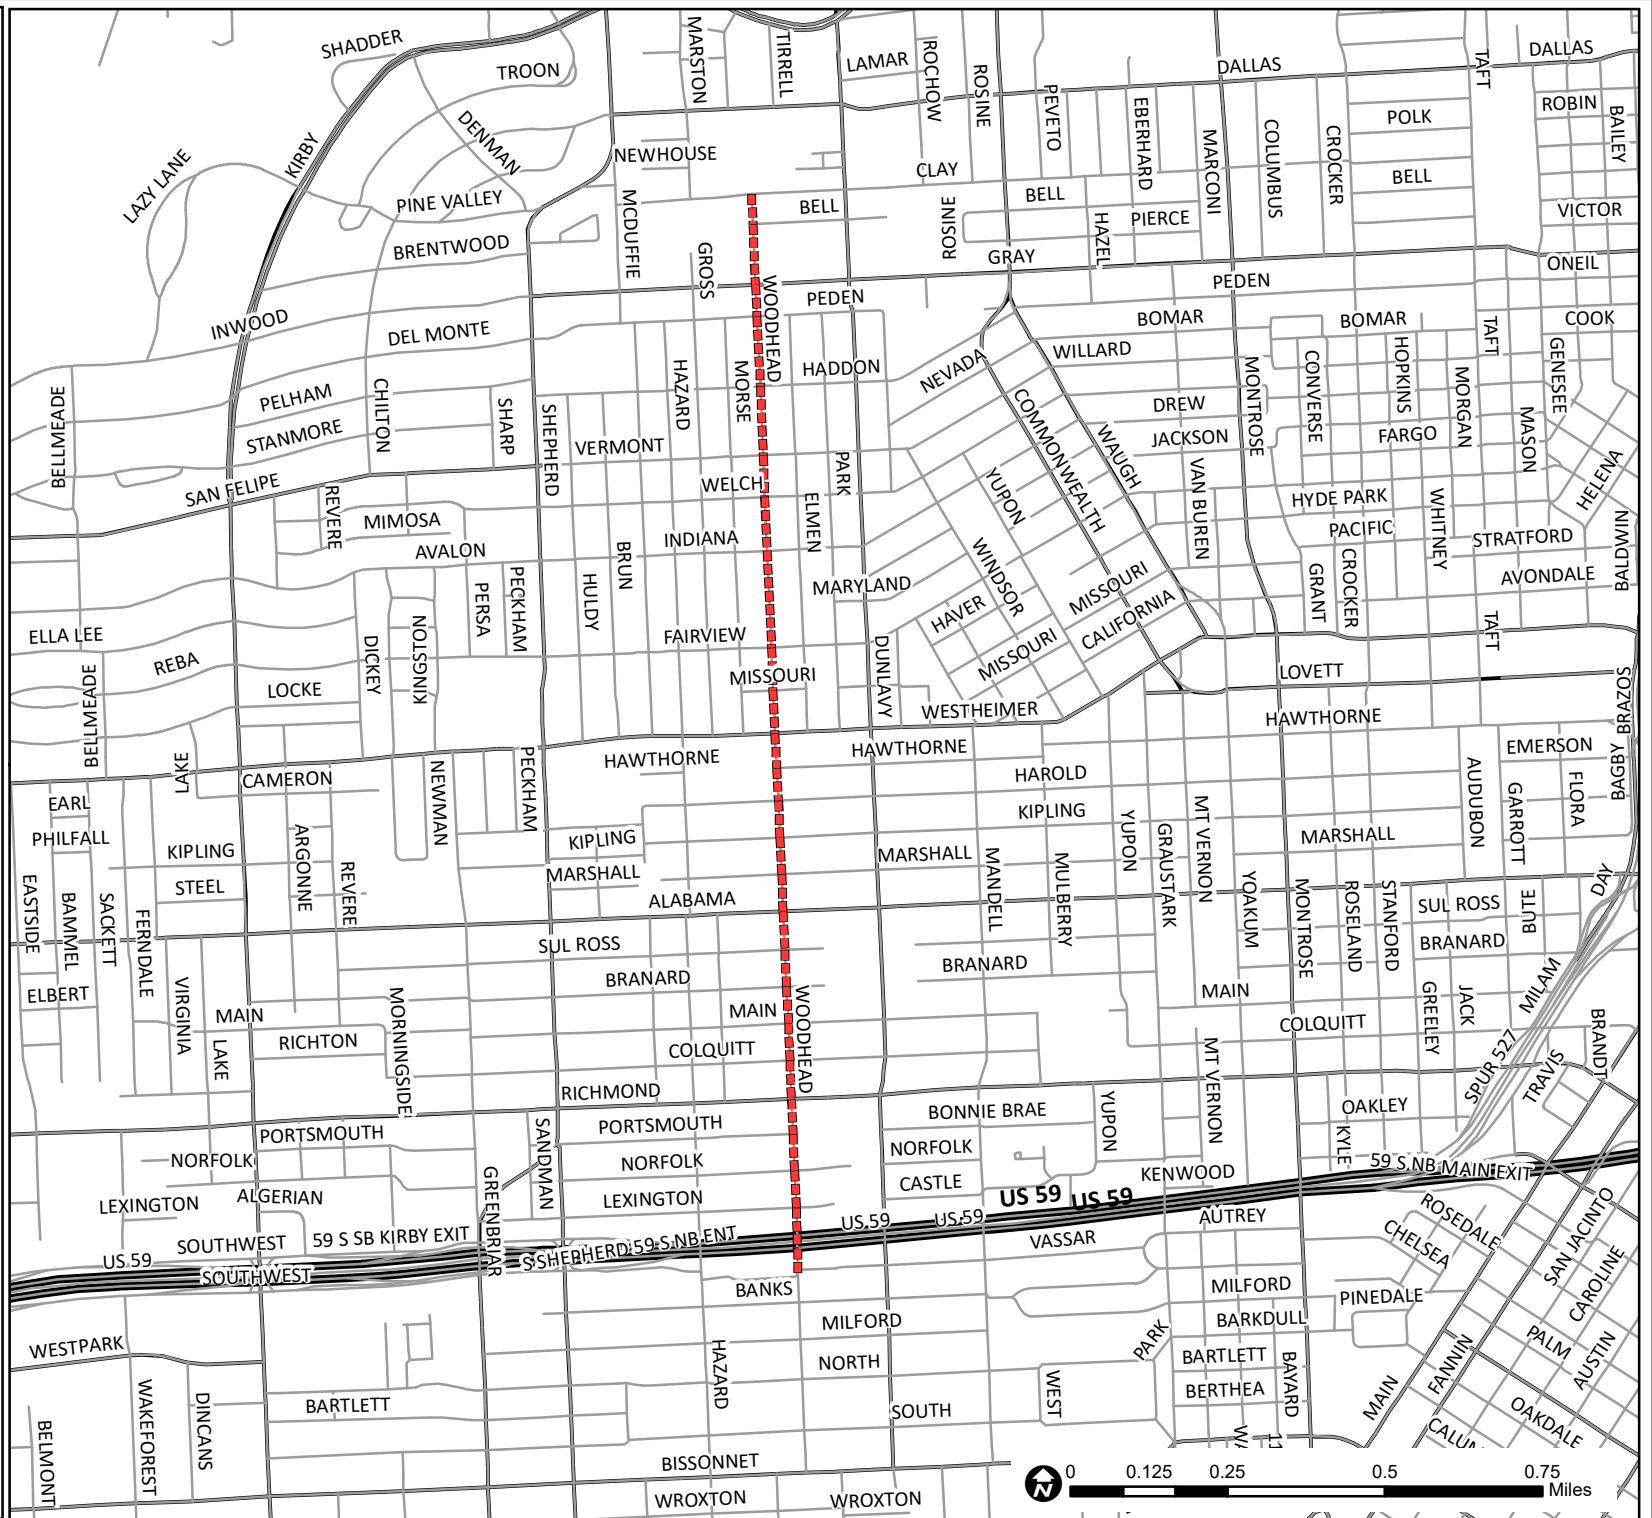 SHADDER
TROON
MARSTON
TIRRELL
LAMAR
ROCHOW
ROSINE
DALLAS
TAFT
DALLAS
PEVETO
EBERHARD
MARCONI
COLUMBUS
CROCKER
POLK
ROBIN
BAILEY
KIRBY
DENMAN
LAZY LANE
NEWHOUSE
CLAY
BELL
PINE VALLEY
MCDUFFIE
BELL
ROSINE
BELL
PIERCE
HAZEL
VICTOR
BRENTWOOD
GROSS
GRAY
ONEIL
INWOOD
WOODHEAD
PEDEN
PEDEN
DEL MONTE
BOMAR
BOMAR
TAFT
COOK
HAZARD
MORSE
HADDON
NEVADA
WILLARD
MONTROSE
CONVERSE
HOPKINS
MORGAN
GENESEE
BELLMEADE
PELHAM
CHILTON
SHARP
SHEPHERD
COMMONWEALTH
DREW
MASON
STANMORE
VERMONT
WAUGH
JACKSON
FARGO
SAN FELIPE
WELCH
PARK
ELMEN
YUPON
VAN BUREN
HYDE PARK
WHITNEY
HELENA
REVERE
MIMOSA
PACIFIC
STRATFORD
BALDWIN
AVALON
INDIANA
WINDSOR
BRUN
MARYLAND
MISSOURI
GRANT
CROCKER
AVONDALE
PERSA
PECKHAM
HULDY
HAVER
CALIFORNIA
ELLA LEE
DICKEY
KINGSTON
FAIRVIEW
DUNLAVY
MISSOURI
TAFT
REBA
MISSOURI
LOVETT
BELLMEADE
LOCKE
WESTHEIMER
HAWTHORNE
BRAZOS
LAKE
CAMERON
PECKHAM
HAWTHORNE
HAWTHORNE
EMERSON
BAGBY
NEWMAN
HAROLD
AUDUBON
GARROTT
FLORA
EARL
KIPLING
PHILFALL
KIPLING
ARGONNE
KIPLING
YUPON
GRAUSTARK
MT VERNON
MARSHALL
MARSHALL
MANDELL
MULBERRY
STEEL
REVERE
MARSHALL
DAY
EASTSIDE
BAMMEL
SACKETT
FERNDALE
ALABAMA
YOAKUM
MONTROSE
ROSELAND
STANFORD
SUL ROSS
BUTE
SUL ROSS
BRANARD
BRANARD
BRANARD
MILAM
ELBERT
VIRGINIA
MAIN
MORNINGSIDE
MAIN
WOODHEAD
MAIN
GREELEY
JACK
COLQUITT
BRANDT
RICHTON
LAKE
COLQUITT
MT VERNON
SPUR 527
TRAVIS
RICHMOND
BONNIE BRAE
YUPON
OAKLEY
PORTSMOUTH
SANDMAN
PORTSMOUTH
KYLE
NORFOLK
NORFOLK
NORFOLK
KENWOOD
59 S NB MAIN EXIT
CASTLE
GREENBRIAR
LEXINGTON
ALGERIAN
LEXINGTON
US 59
US 59
US 59
US 59
AUTREY
ROSEDALE
SAN JACINTO
CHELSEA
SOUTHWEST
59 S SB KIRBY EXIT
S SHEPHERD 59 S NB ENT
VASSAR
US 59
SOUTHWEST
BANKS
MILFORD
PINEDALE
CAROLINE
MILFORD
BARKDULL
WESTPARK
PARK
PALM
AUSTIN
HAZARD
NORTH
BARTLETT
BAYARD
FANNIN
WAKEFOREST
DINCANS
BARTLETT
WEST
BERTHEA
MAIN
OAKDALE
SOUTH
BELMONT
BISSONNET
WROXTON
WROXTON
N
0 0.125 0.25 0.5 0.75
Miles